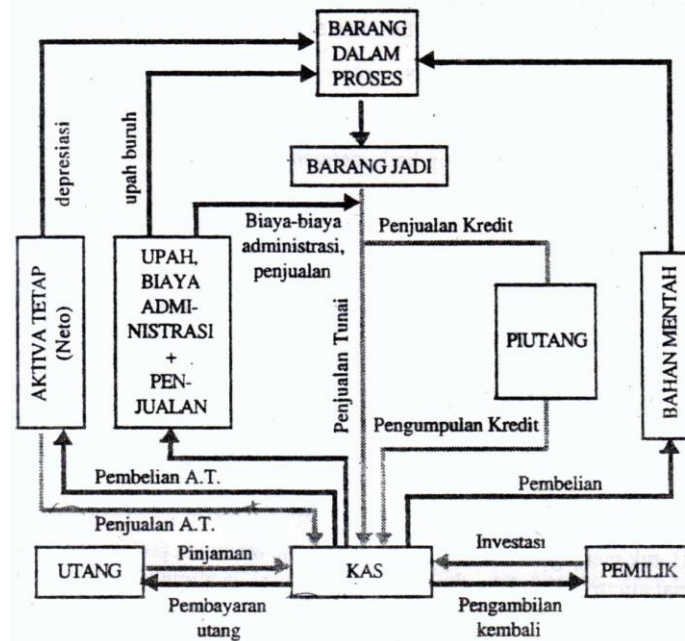 BARANG
DALAM
PROSES
depresiasi
upah buruh
BARANG JADI
Biaya-biaya
administrasi,
penjualan
Penjualan Kredit
AKTIVA TETAP
(Neto)
UPAH,
BIAYA
ADMI-
NISTRASI
+
PEN-
JUALAN
Penjualan Tunai
PIUTANG
BAHAN MENTAH
Pengumpulan Kredit
Pembelian A.T.
Pembelian
Penjualan A.T.
UTANG
Pinjaman
KAS
Investasi
PEMILIK
Pembayaran
utang
Pengambilan
kembali